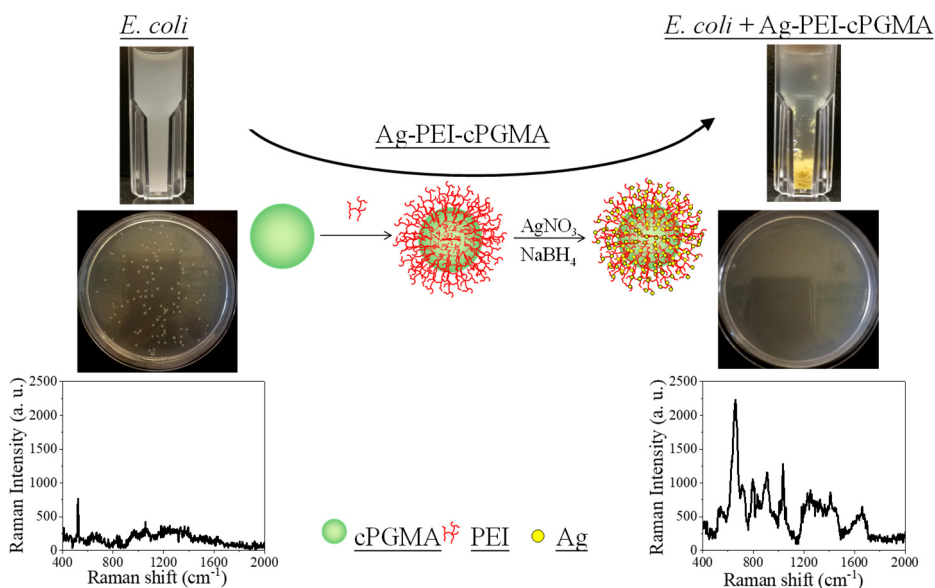 E. coli
E. coli + Ag-PEI-cPGMA
Ag-PEI-cPGMA
AgNO₃
NaBH₄
2500
2000
1500
1000
500
0
400
800
1200
1600
2000
Raman Intensity (a. u.)
Raman shift (cm⁻¹)
2500
2000
1500
1000
500
0
400
800
1200
1600
2000
Raman Intensity (a. u.)
Raman shift (cm⁻¹)
cPGMA
PEI
Ag